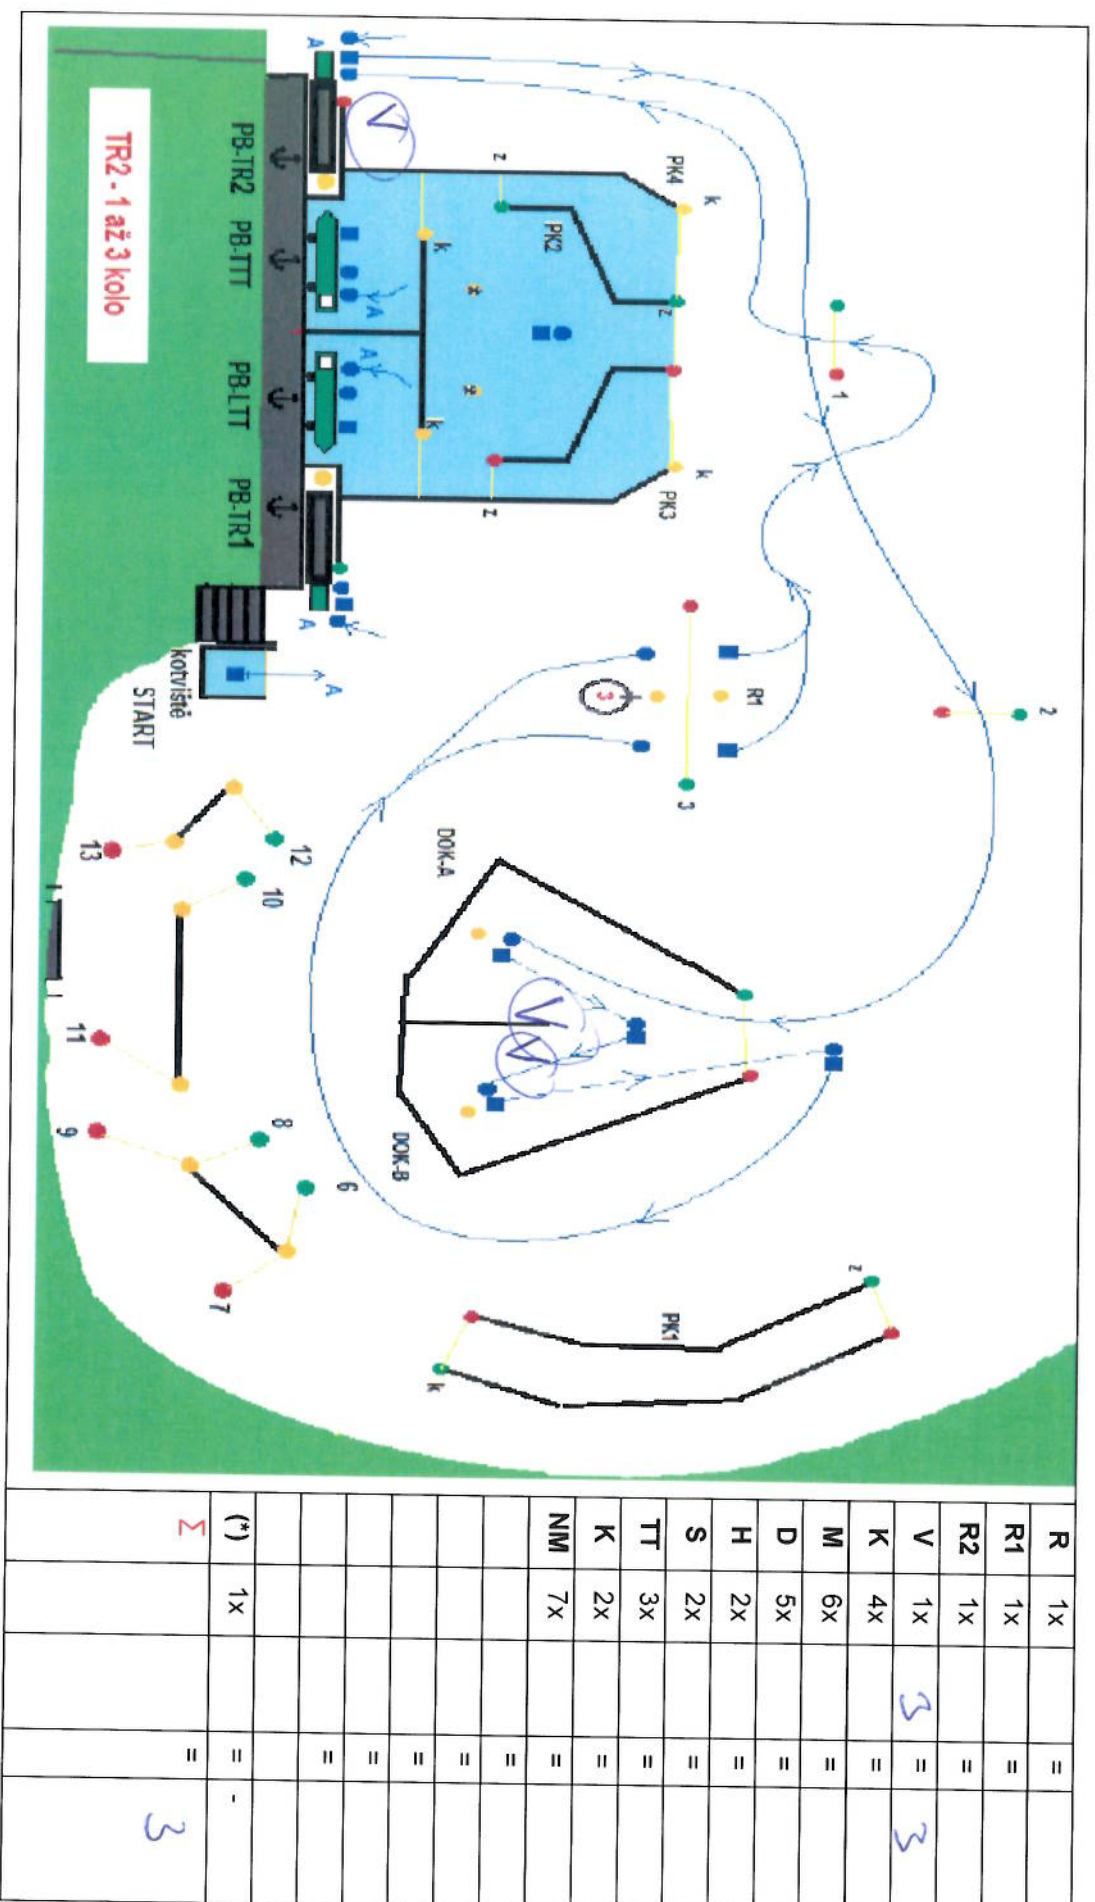 TR2 - 1 až 3 kolo
PB-TR2
PB-TTT
PB-LTT
PB-TR1
A
A
A
A
A
kotviště
START
V
z
PK4
k
PK2
k
z
k
z
k
PK3
1
2
R1
3
3
DOK-A
DOK-B
V
V
12
13
10
11
8
9
6
7
PK1
z
k
R 1x =
R1 1x =
R2 1x =
V 1x 3 = 3
K 4x =
M 6x =
D 5x =
H 2x =
S 2x =
TT 3x =
K 2x =
NM 7x =
=
=
=
=
(*) 1x = -
Σ = 3